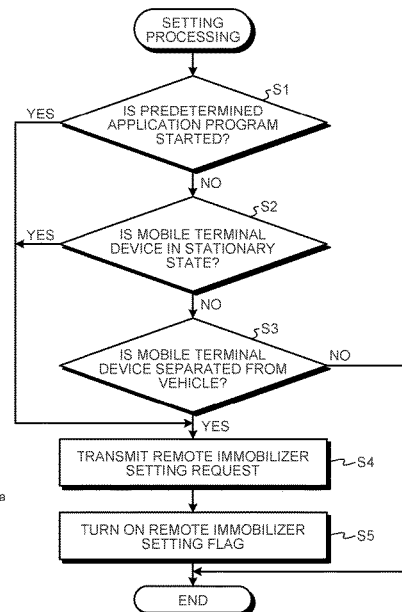 SETTING
PROCESSING
S1
IS PREDETERMINED
APPLICATION PROGRAM
STARTED?
YES
NO
S2
IS MOBILE TERMINAL
DEVICE IN STATIONARY
STATE?
YES
NO
S3
IS MOBILE TERMINAL
DEVICE SEPARATED FROM
VEHICLE?
NO
YES
TRANSMIT REMOTE IMMOBILIZER
SETTING REQUEST
S4
a
TURN ON REMOTE IMMOBILIZER
SETTING FLAG
S5
END